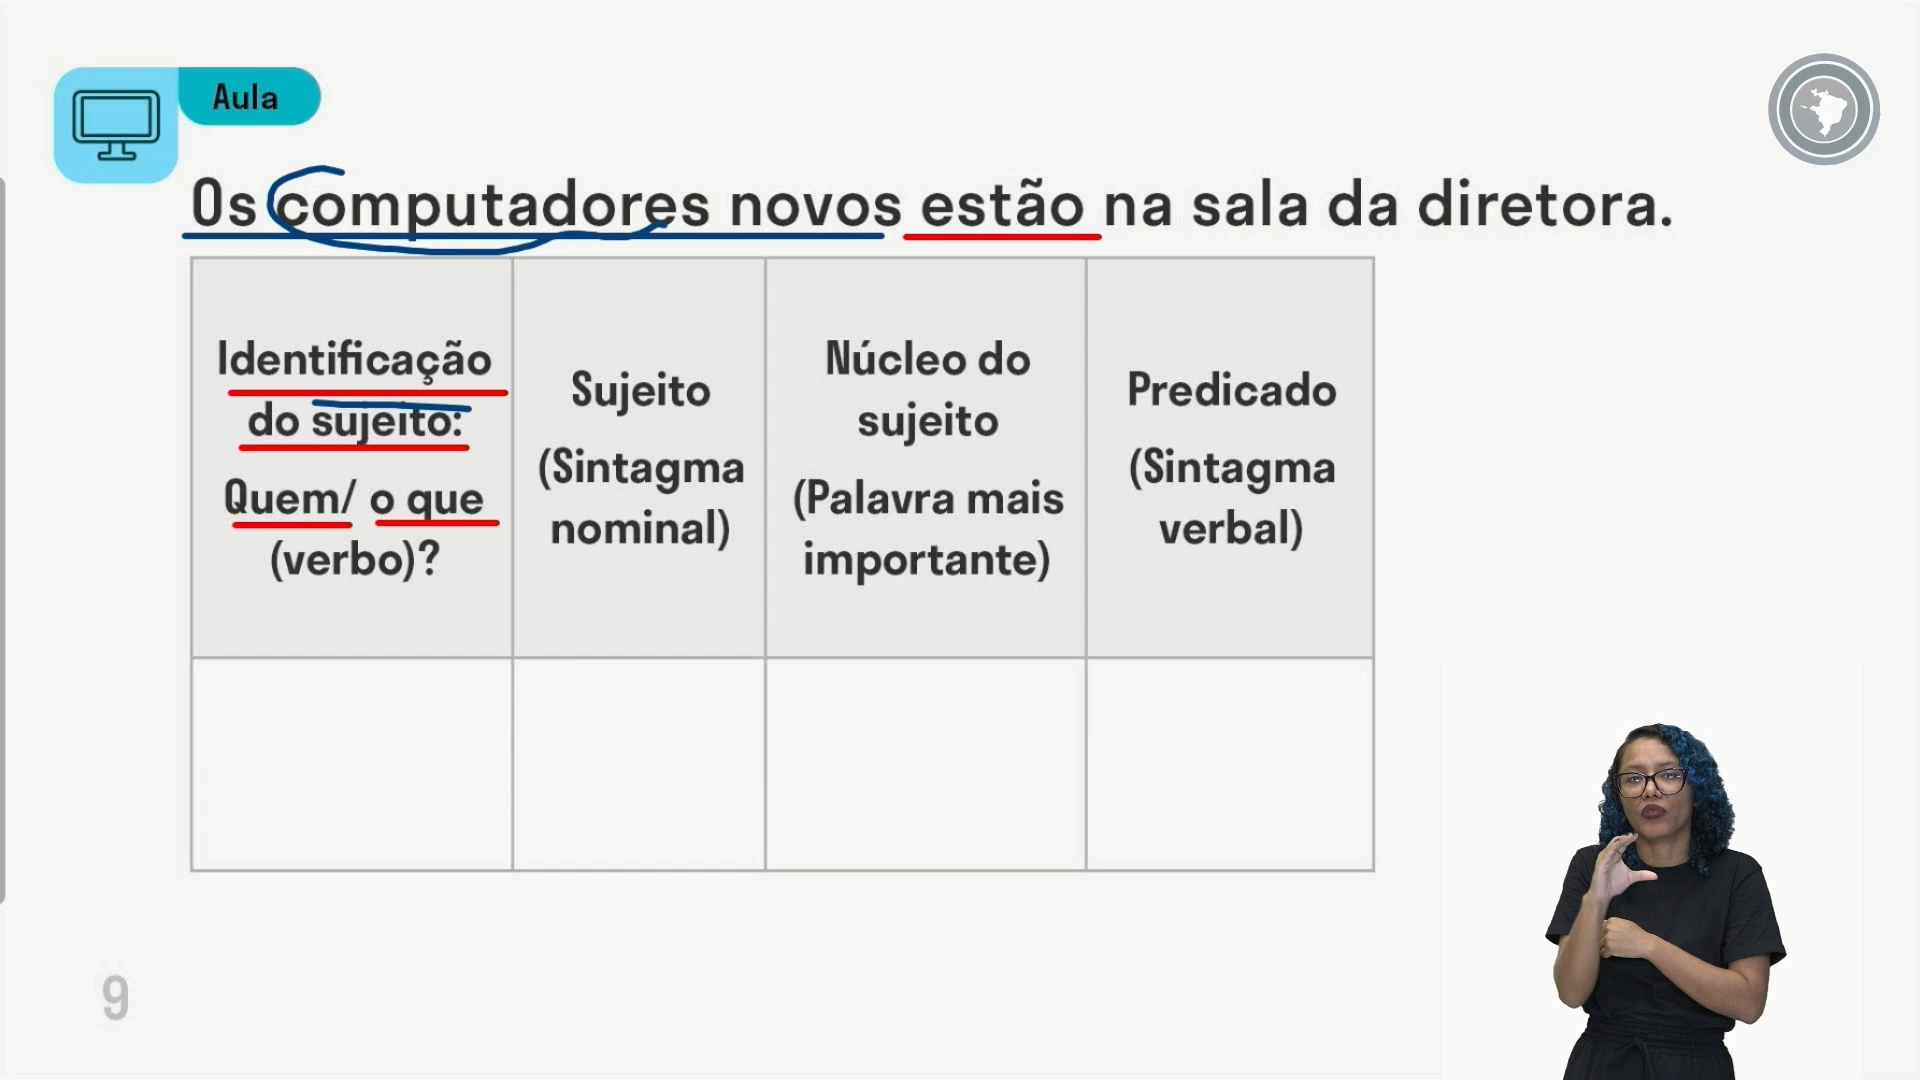 Aula
Os computadores novos estão na sala da diretora.
Identificação
do sujeito:
Quem/ o que
(verbo)?
Sujeito
(Sintagma
nominal)
Núcleo do
sujeito
(Palavra mais
importante)
Predicado
(Sintagma
verbal)
9